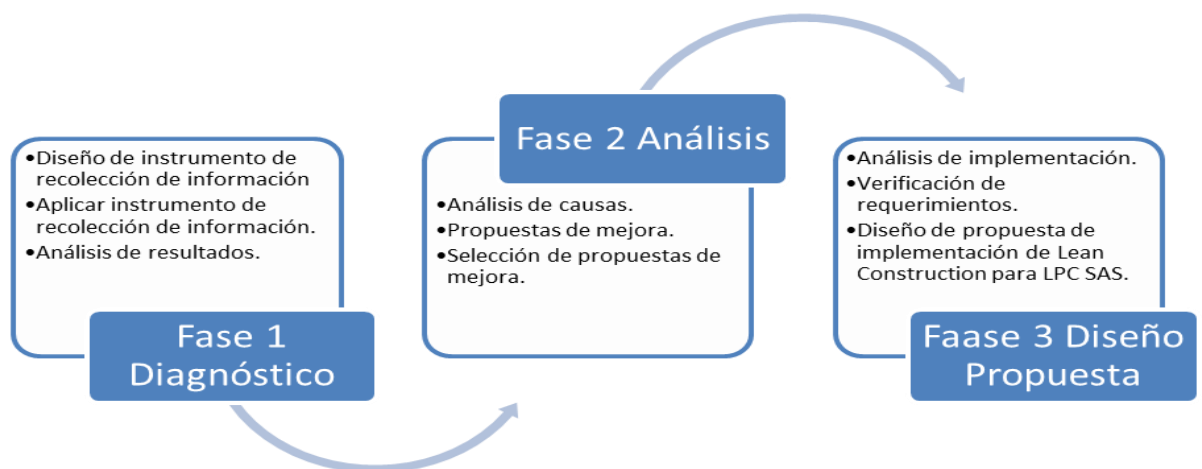 •Diseño de instrumento de
recolección de información
•Aplicar instrumento de
recolección de información.
•Análisis de resultados.
Fase 1
Diagnóstico
Fase 2 Análisis
•Análisis de causas.
•Propuestas de mejora.
•Selección de propuestas de
mejora.
•Análisis de implementación.
•Verificación de
requerimientos.
•Diseño de propuesta de
implementación de Lean
Construction para LPC SAS.
Faase 3 Diseño
Propuesta